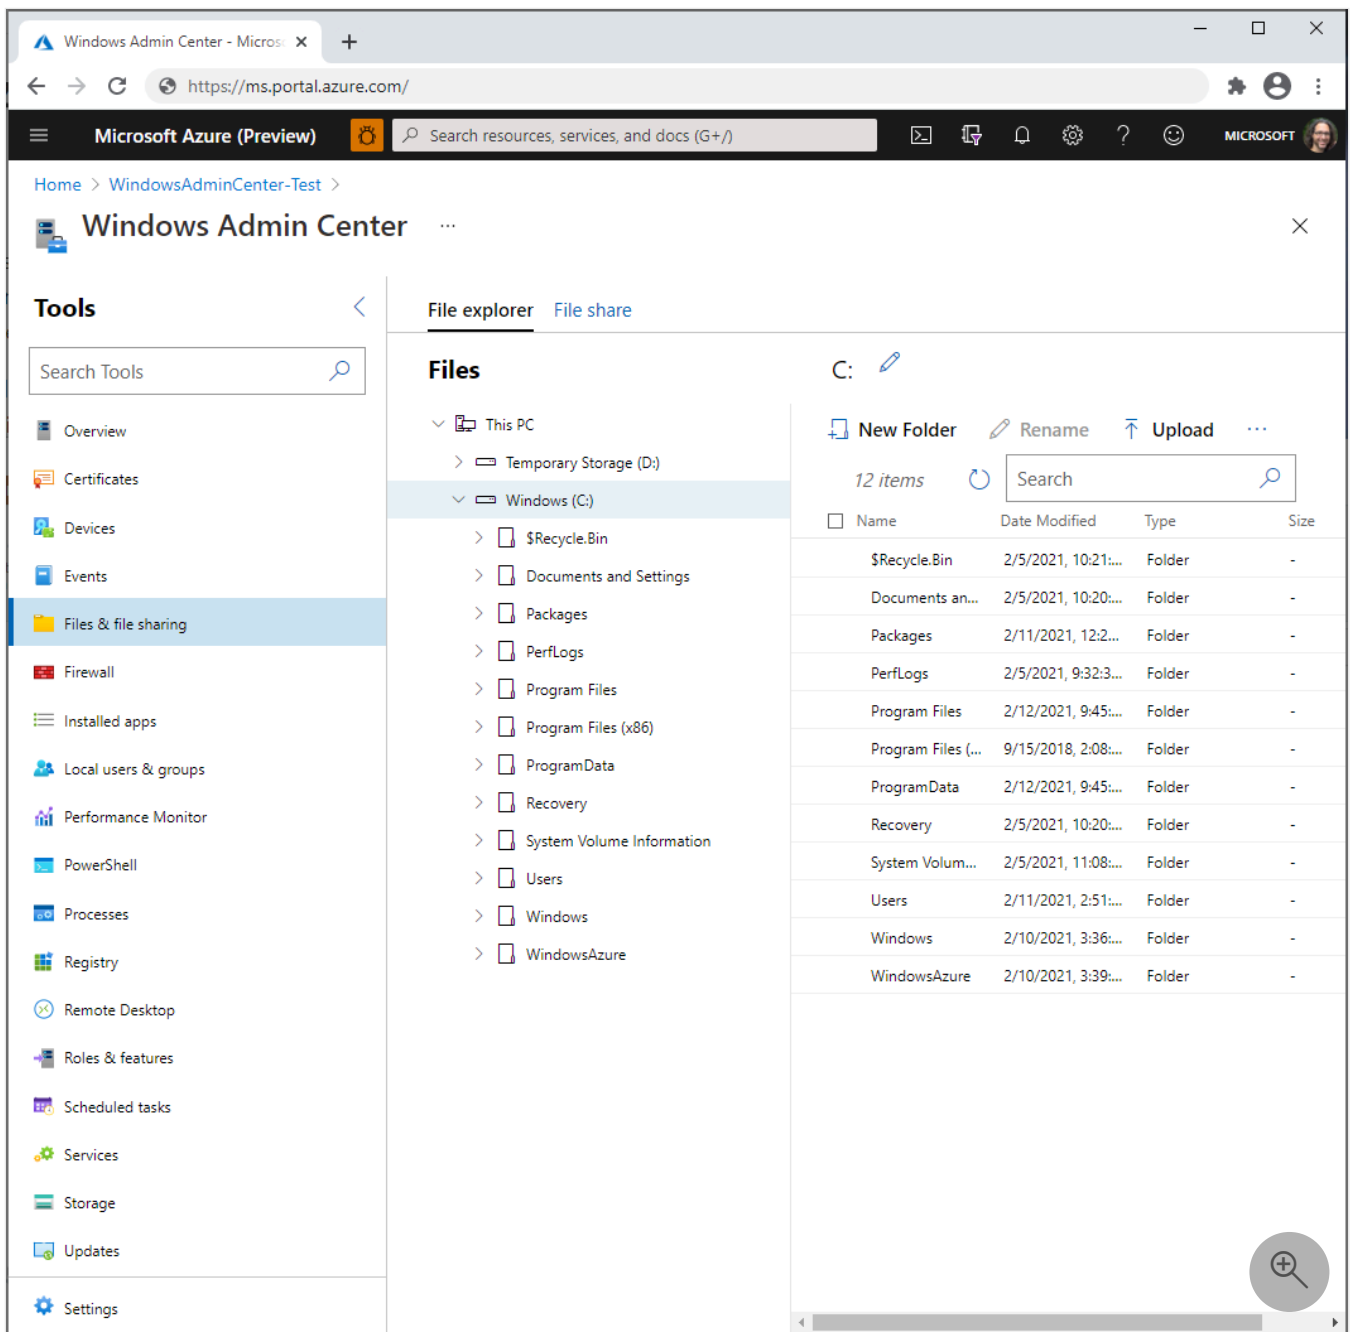 Windows Admin Center - Micros
https://ms.portal.azure.com/
Microsoft Azure (Preview)
Search resources, services, and docs (G+/)
MICROSOFT
Home > WindowsAdminCenter-Test >
Windows Admin Center ...
Tools
Search Tools
Overview
Certificates
Devices
Events
Files & file sharing
Firewall
Installed apps
Local users & groups
Performance Monitor
PowerShell
Processes
Registry
Remote Desktop
Roles & features
Scheduled tasks
Services
Storage
Updates
Settings
File explorer File share
Files
This PC
Temporary Storage (D:)
Windows (C:)
$Recycle.Bin
Documents and Settings
Packages
PerfLogs
Program Files
Program Files (x86)
ProgramData
Recovery
System Volume Information
Users
Windows
WindowsAzure
C:
New Folder Rename Upload ...
12 items Search
Name Date Modified Type Size
$Recycle.Bin 2/5/2021, 10:21:... Folder -
Documents an... 2/5/2021, 10:20:... Folder -
Packages 2/11/2021, 12:2... Folder -
PerfLogs 2/5/2021, 9:32:3... Folder -
Program Files 2/12/2021, 9:45:... Folder -
Program Files (... 9/15/2018, 2:08:... Folder -
ProgramData 2/12/2021, 9:45:... Folder -
Recovery 2/5/2021, 10:20:... Folder -
System Volum... 2/5/2021, 11:08:... Folder -
Users 2/11/2021, 2:51:... Folder -
Windows 2/10/2021, 3:36:... Folder -
WindowsAzure 2/10/2021, 3:39:... Folder -